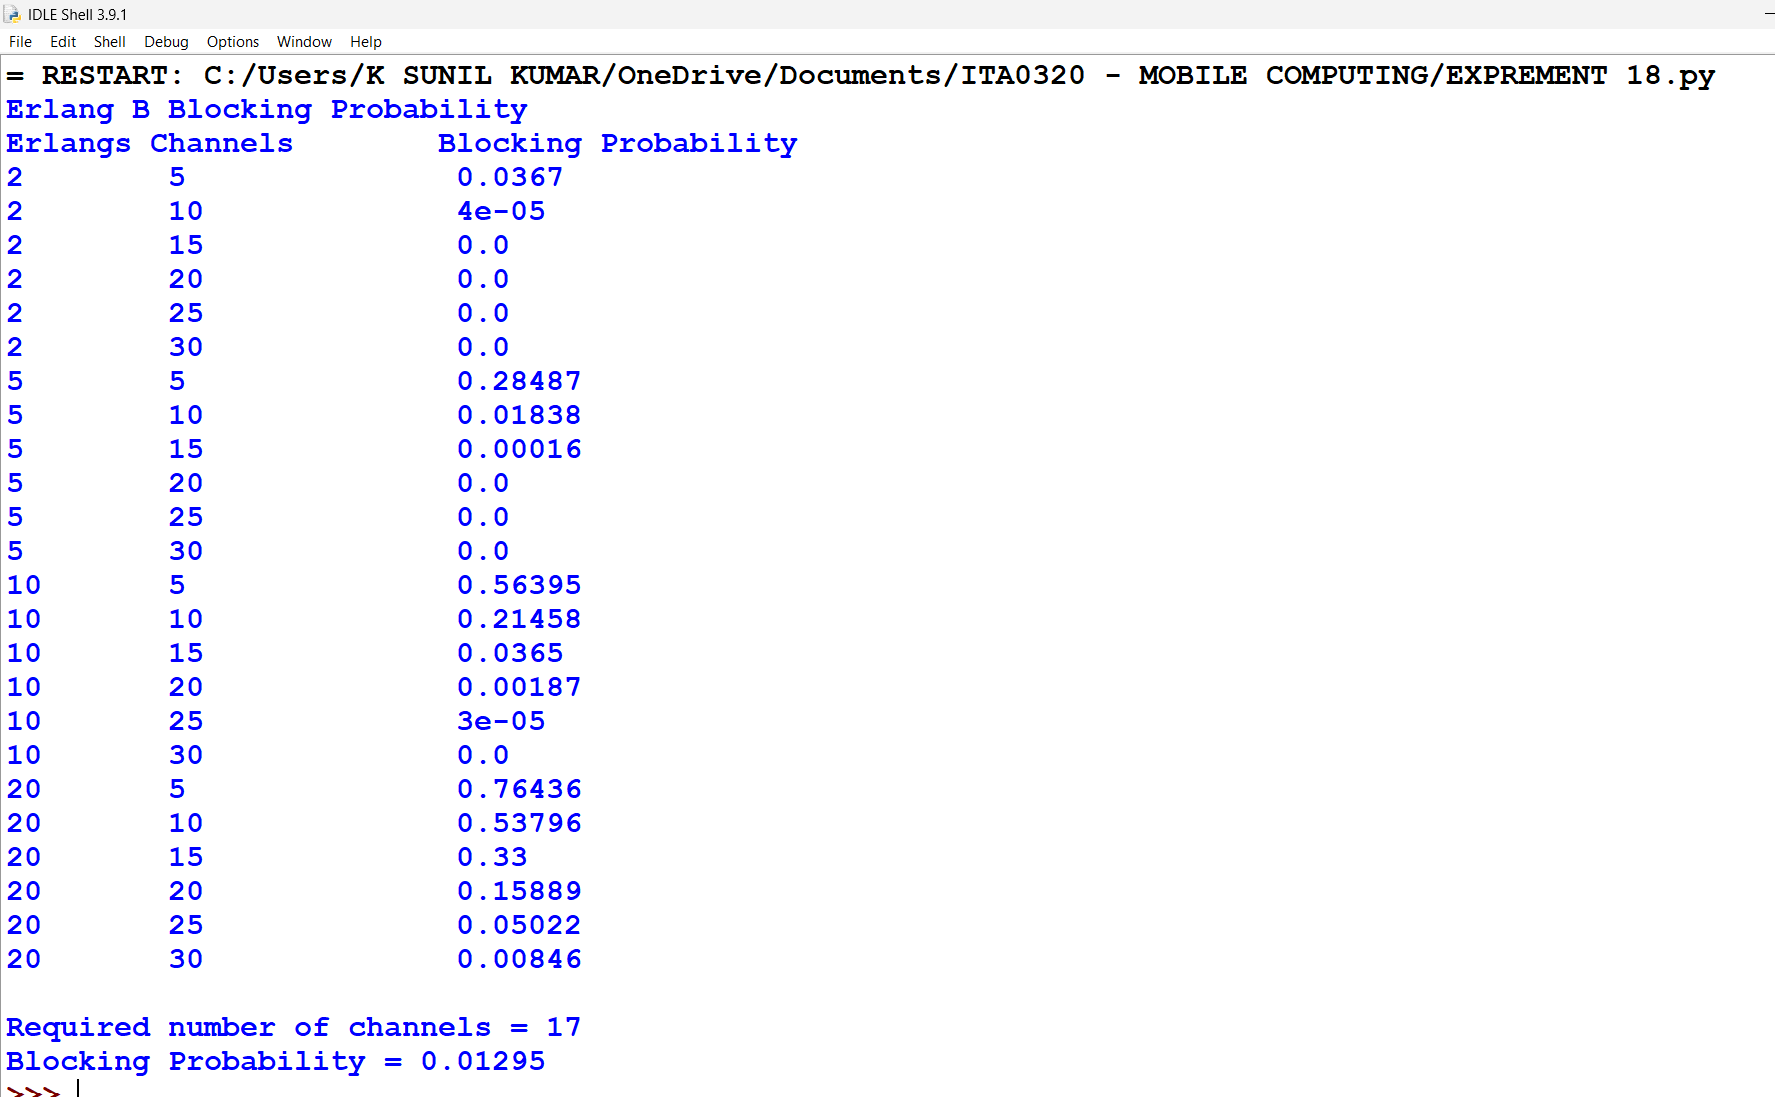 IDLE Shell 3.9.1
File Edit Shell Debug Options Window Help
= RESTART: C:/Users/K SUNIL KUMAR/OneDrive/Documents/ITA0320 - MOBILE COMPUTING/EXPREMENT 18.py
Erlang B Blocking Probability
Erlangs Channels Blocking Probability
2 5 0.0367
2 10 4e-05
2 15 0.0
2 20 0.0
2 25 0.0
2 30 0.0
5 5 0.28487
5 10 0.01838
5 15 0.00016
5 20 0.0
5 25 0.0
5 30 0.0
10 5 0.56395
10 10 0.21458
10 15 0.0365
10 20 0.00187
10 25 3e-05
10 30 0.0
20 5 0.76436
20 10 0.53796
20 15 0.33
20 20 0.15889
20 25 0.05022
20 30 0.00846
Required number of channels = 17
Blocking Probability = 0.01295
>>>